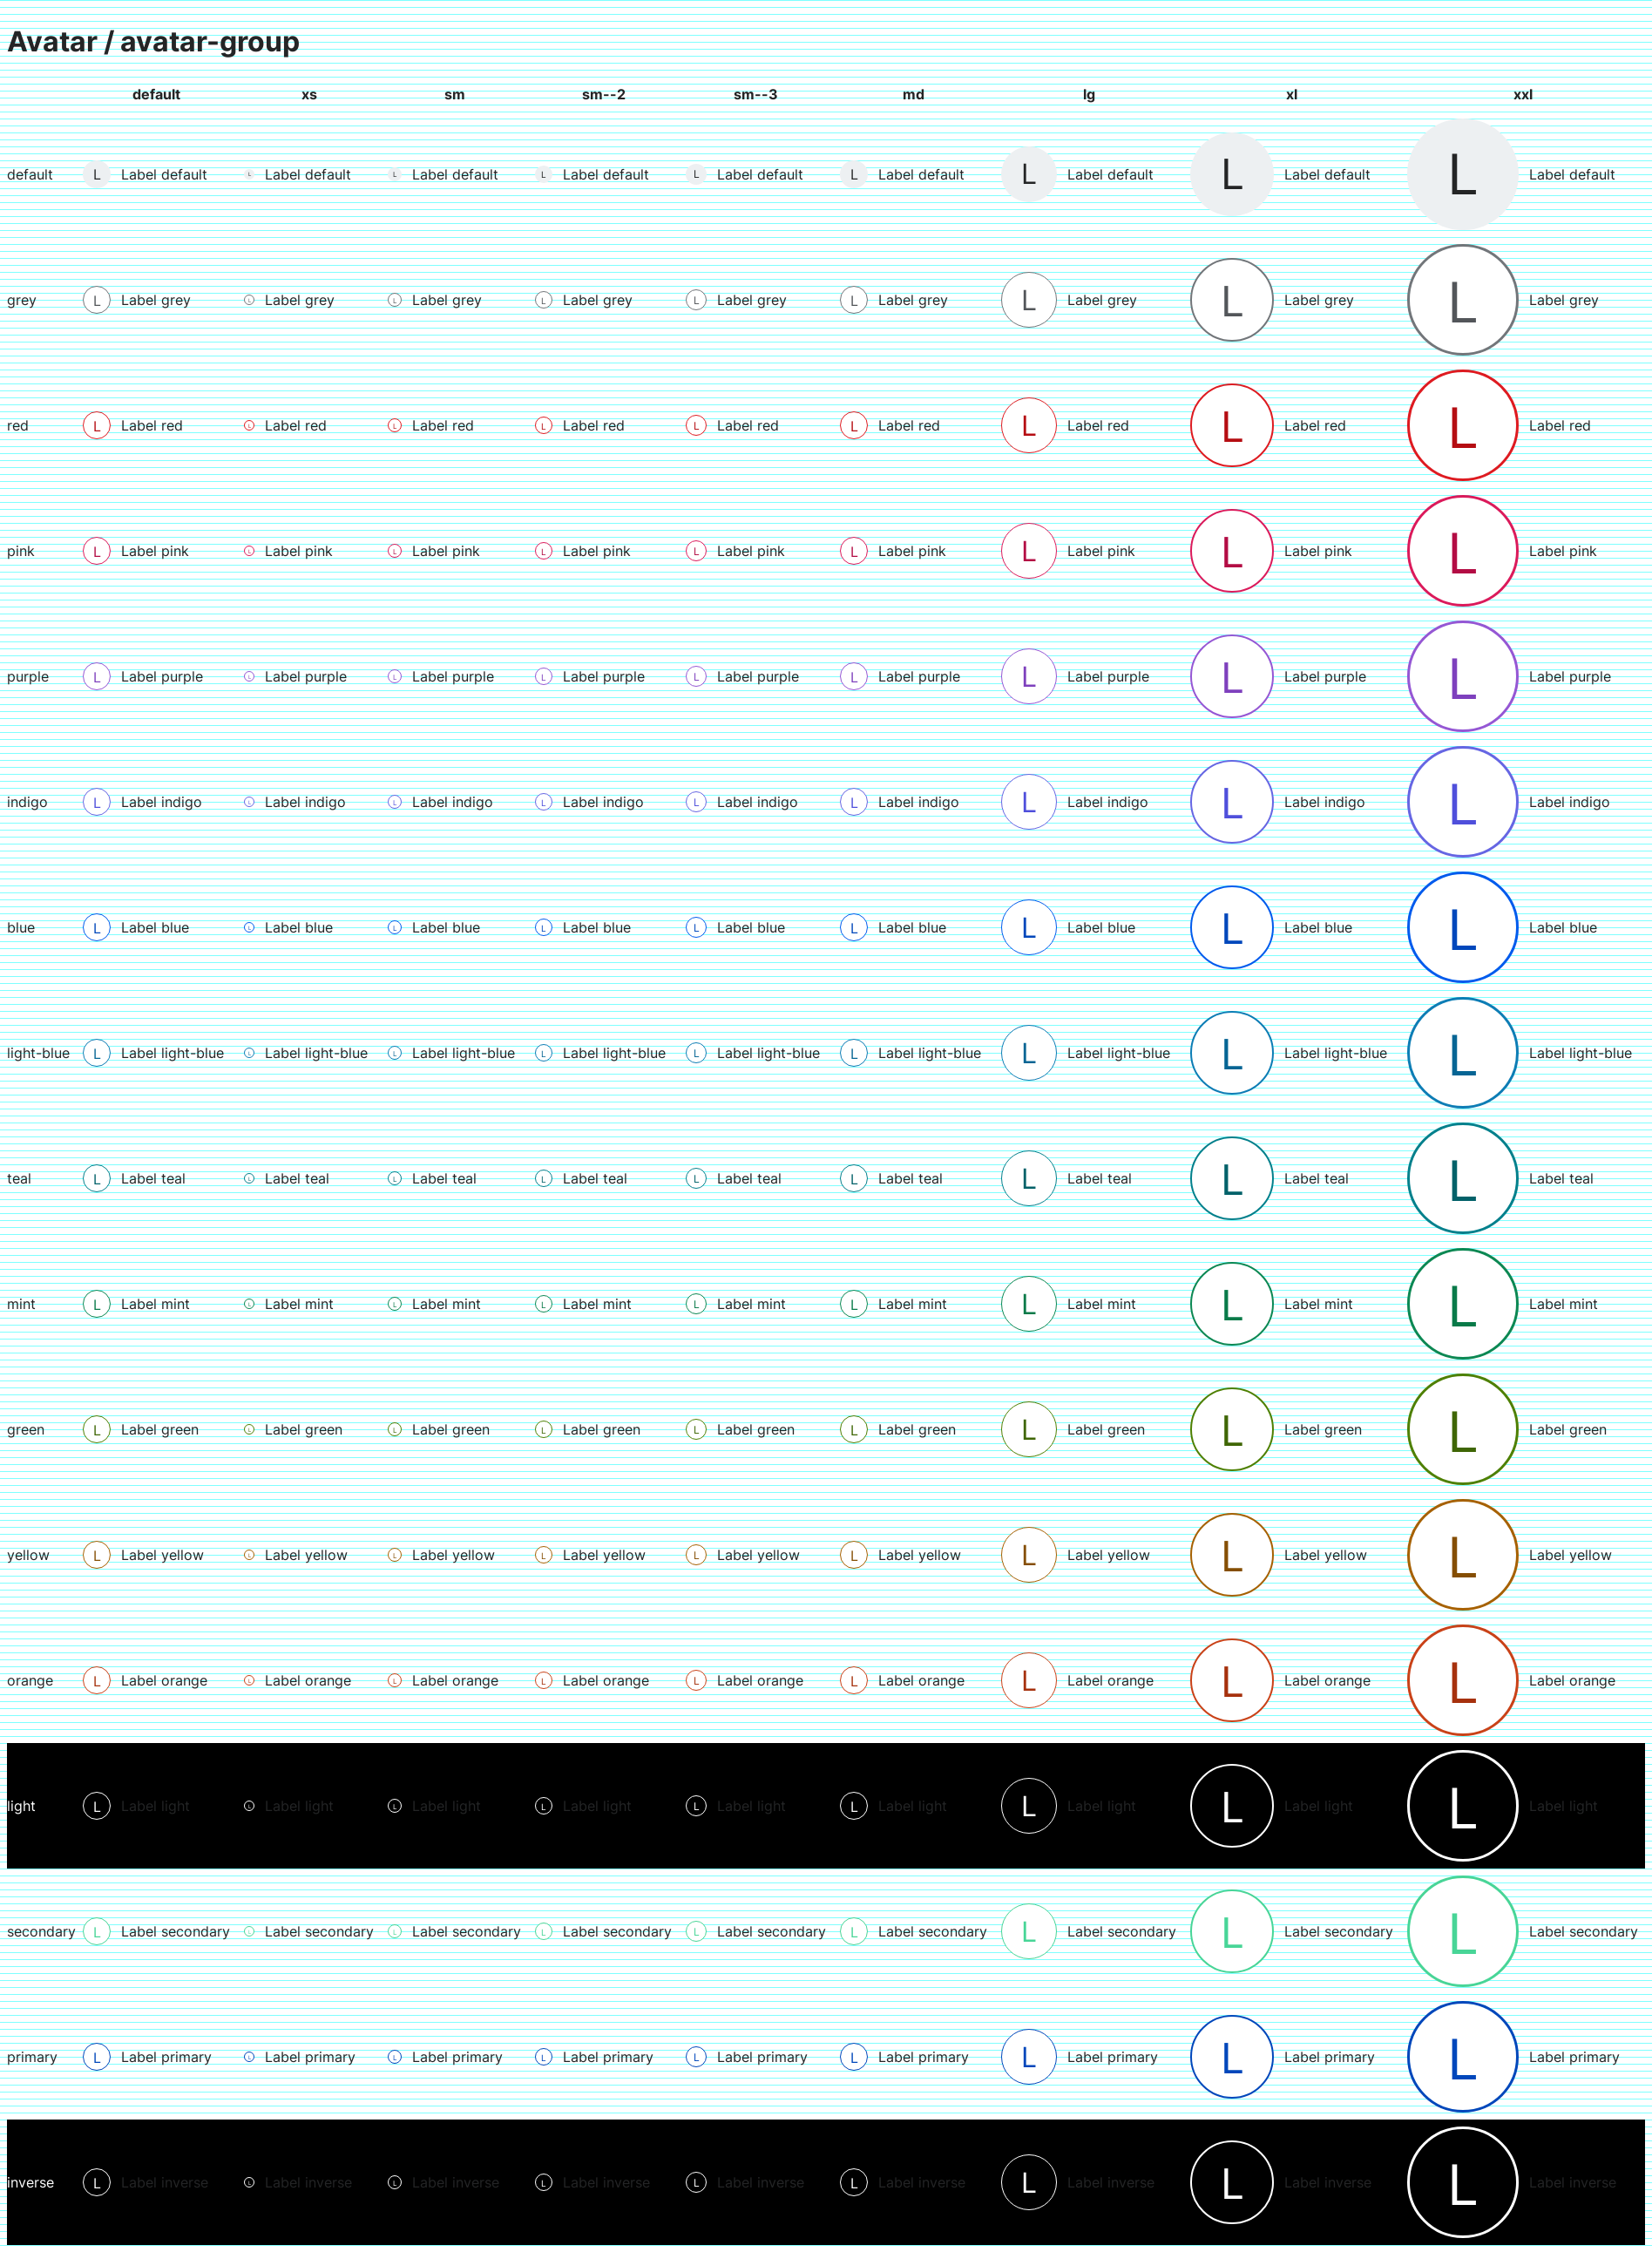 Avatar / avatar-group
default xs sm sm--2 sm--3 md lg xl xxl
default L Label default L Label default L Label default L Label default L Label default L Label default L Label default L Label default L Label default
grey L Label grey L Label grey L Label grey L Label grey L Label grey L Label grey L Label grey L Label grey L Label grey
red L Label red L Label red L Label red L Label red L Label red L Label red L Label red L Label red L Label red
pink L Label pink L Label pink L Label pink L Label pink L Label pink L Label pink L Label pink L Label pink L Label pink
purple L Label purple L Label purple L Label purple L Label purple L Label purple L Label purple L Label purple L Label purple L Label purple
indigo L Label indigo L Label indigo L Label indigo L Label indigo L Label indigo L Label indigo L Label indigo L Label indigo L Label indigo
blue L Label blue L Label blue L Label blue L Label blue L Label blue L Label blue L Label blue L Label blue L Label blue
light-blue L Label light-blue L Label light-blue L Label light-blue L Label light-blue L Label light-blue L Label light-blue L Label light-blue L Label light-blue L Label light-blue
teal L Label teal L Label teal L Label teal L Label teal L Label teal L Label teal L Label teal L Label teal L Label teal
mint L Label mint L Label mint L Label mint L Label mint L Label mint L Label mint L Label mint L Label mint L Label mint
green L Label green L Label green L Label green L Label green L Label green L Label green L Label green L Label green L Label green
yellow L Label yellow L Label yellow L Label yellow L Label yellow L Label yellow L Label yellow L Label yellow L Label yellow L Label yellow
orange L Label orange L Label orange L Label orange L Label orange L Label orange L Label orange L Label orange L Label orange L Label orange
light L Label light L Label light L Label light L Label light L Label light L Label light L Label light L Label light L Label light
secondary L Label secondary L Label secondary L Label secondary L Label secondary L Label secondary L Label secondary L Label secondary L Label secondary L Label secondary
primary L Label primary L Label primary L Label primary L Label primary L Label primary L Label primary L Label primary L Label primary L Label primary
inverse L Label inverse L Label inverse L Label inverse L Label inverse L Label inverse L Label inverse L Label inverse L Label inverse L Label inverse